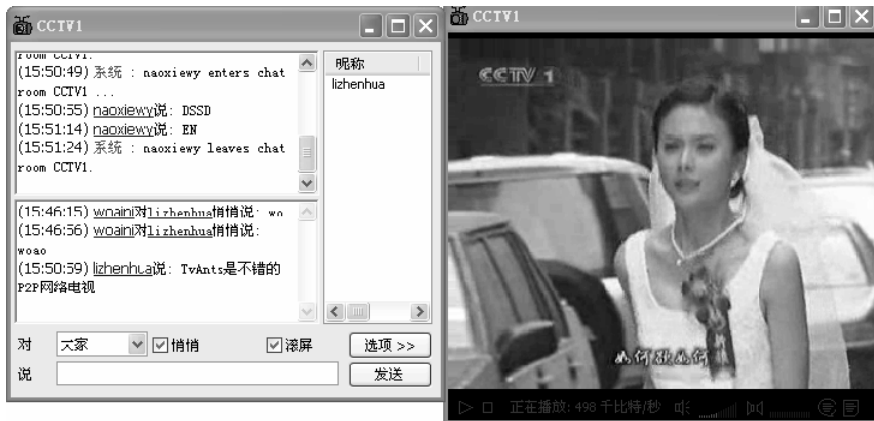 CCTV1
room CCTV1.
(15:50:49) 系统 : naoxiewy enters chat
room CCTV1 ...
(15:50:55) naoxiewy说: DSSD
(15:51:14) naoxiewy说: EN
(15:51:24) 系统 : naoxiewy leaves chat
room CCTV1.
昵称
lizhenhua
(15:46:15) woaini对lizhenhua悄悄说: wo
(15:46:56) woaini对lizhenhua悄悄说:
woao
(15:50:59) lizhenhua说: TvAnts是不错的
P2P网络电视
对 大家 悄悄 滚屏 选项 >>
说 发送
CCTV1
CCTV 1
如何歌如何
正在播放: 498 千比特/秒